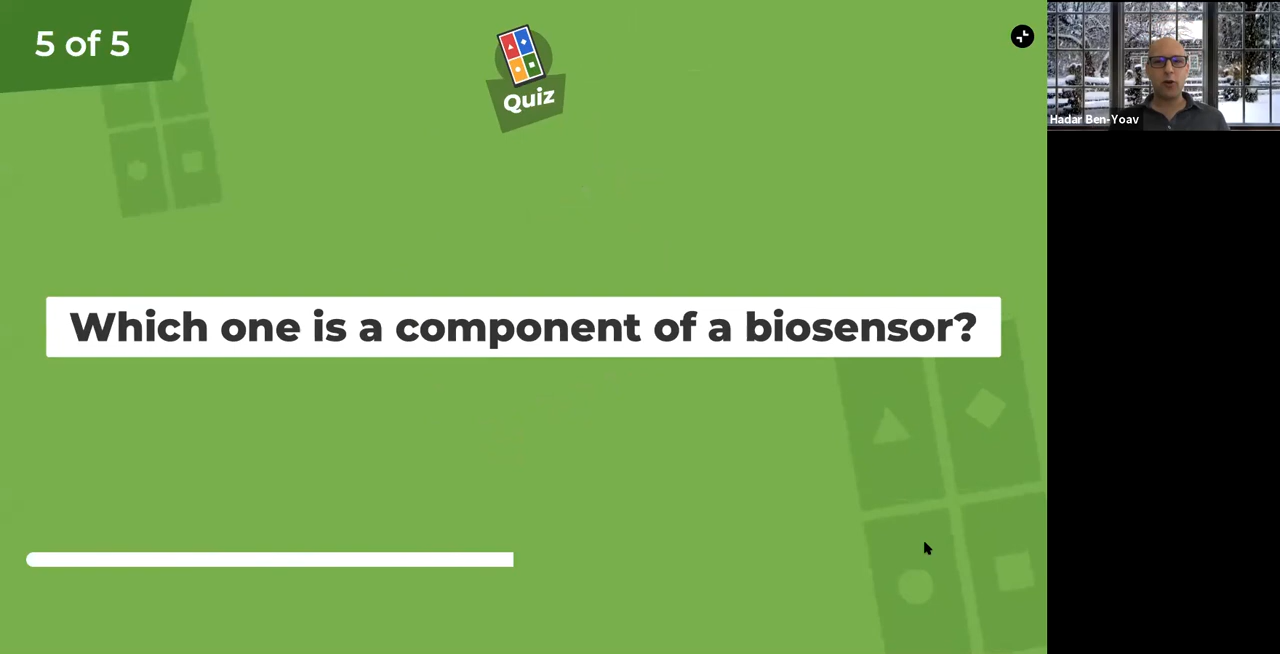 5 of 5
Quiz
Hadar Ben-Yoav
Which one is a component of a biosensor?